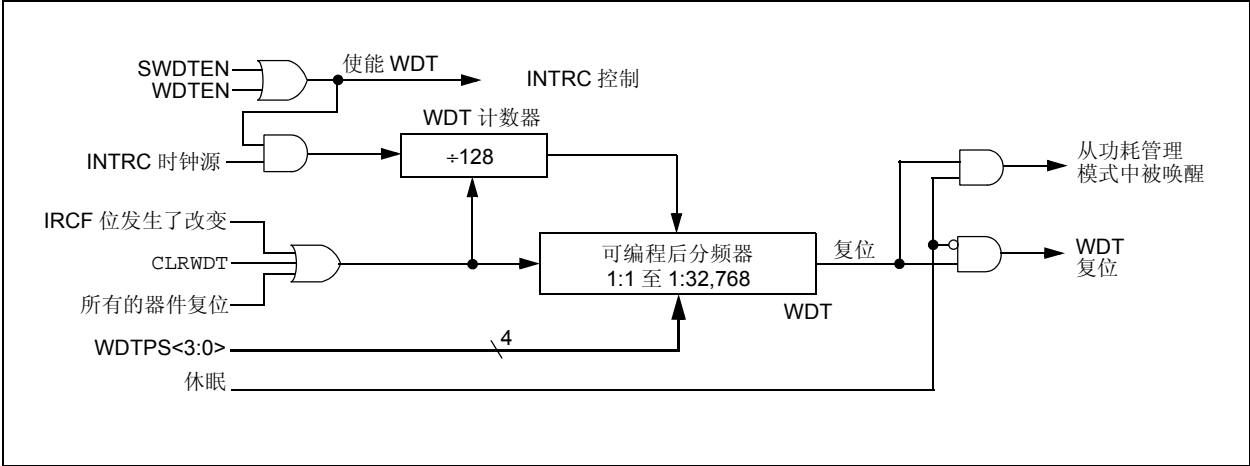 SWDTEN
WDTEN
使能 WDT
INTRC 控制
WDT 计数器
INTRC 时钟源
÷128
从功耗管理
模式中被唤醒
IRCF 位发生了改变
CLRWDT
所有的器件复位
可编程后分频器
1:1 至 1:32,768
复位
WDT
WDT
复位
WDTPS<3:0>
4
休眠